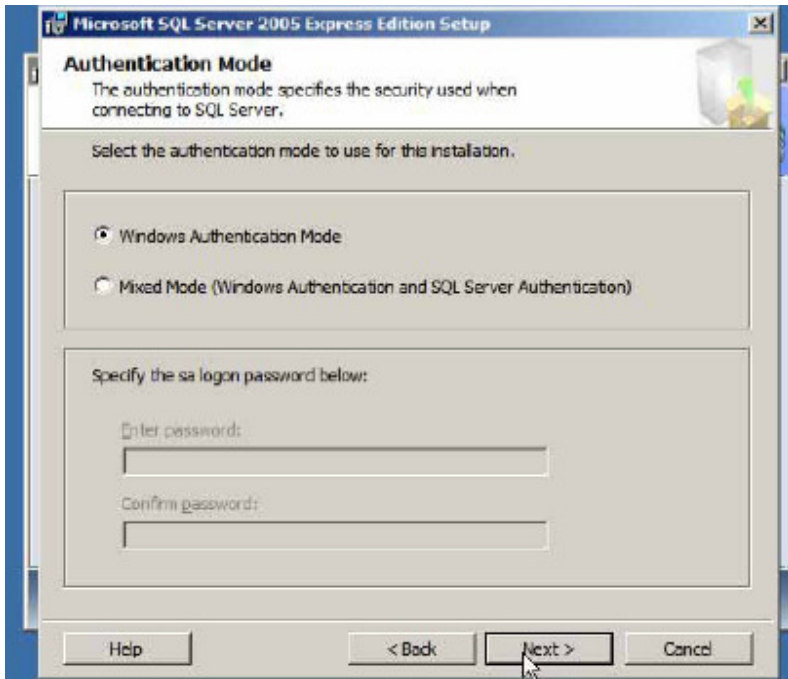 Microsoft SQL Server 2005 Express Edition Setup
Authentication Mode
The authentication mode specifies the security used when
connecting to SQL Server.
Select the authentication mode to use for this installation.
Windows Authentication Mode
Mixed Mode (Windows Authentication and SQL Server Authentication)
Specify the sa logon password below:
Enter password:
Confirm password:
Help
< Back
Next >
Cancel